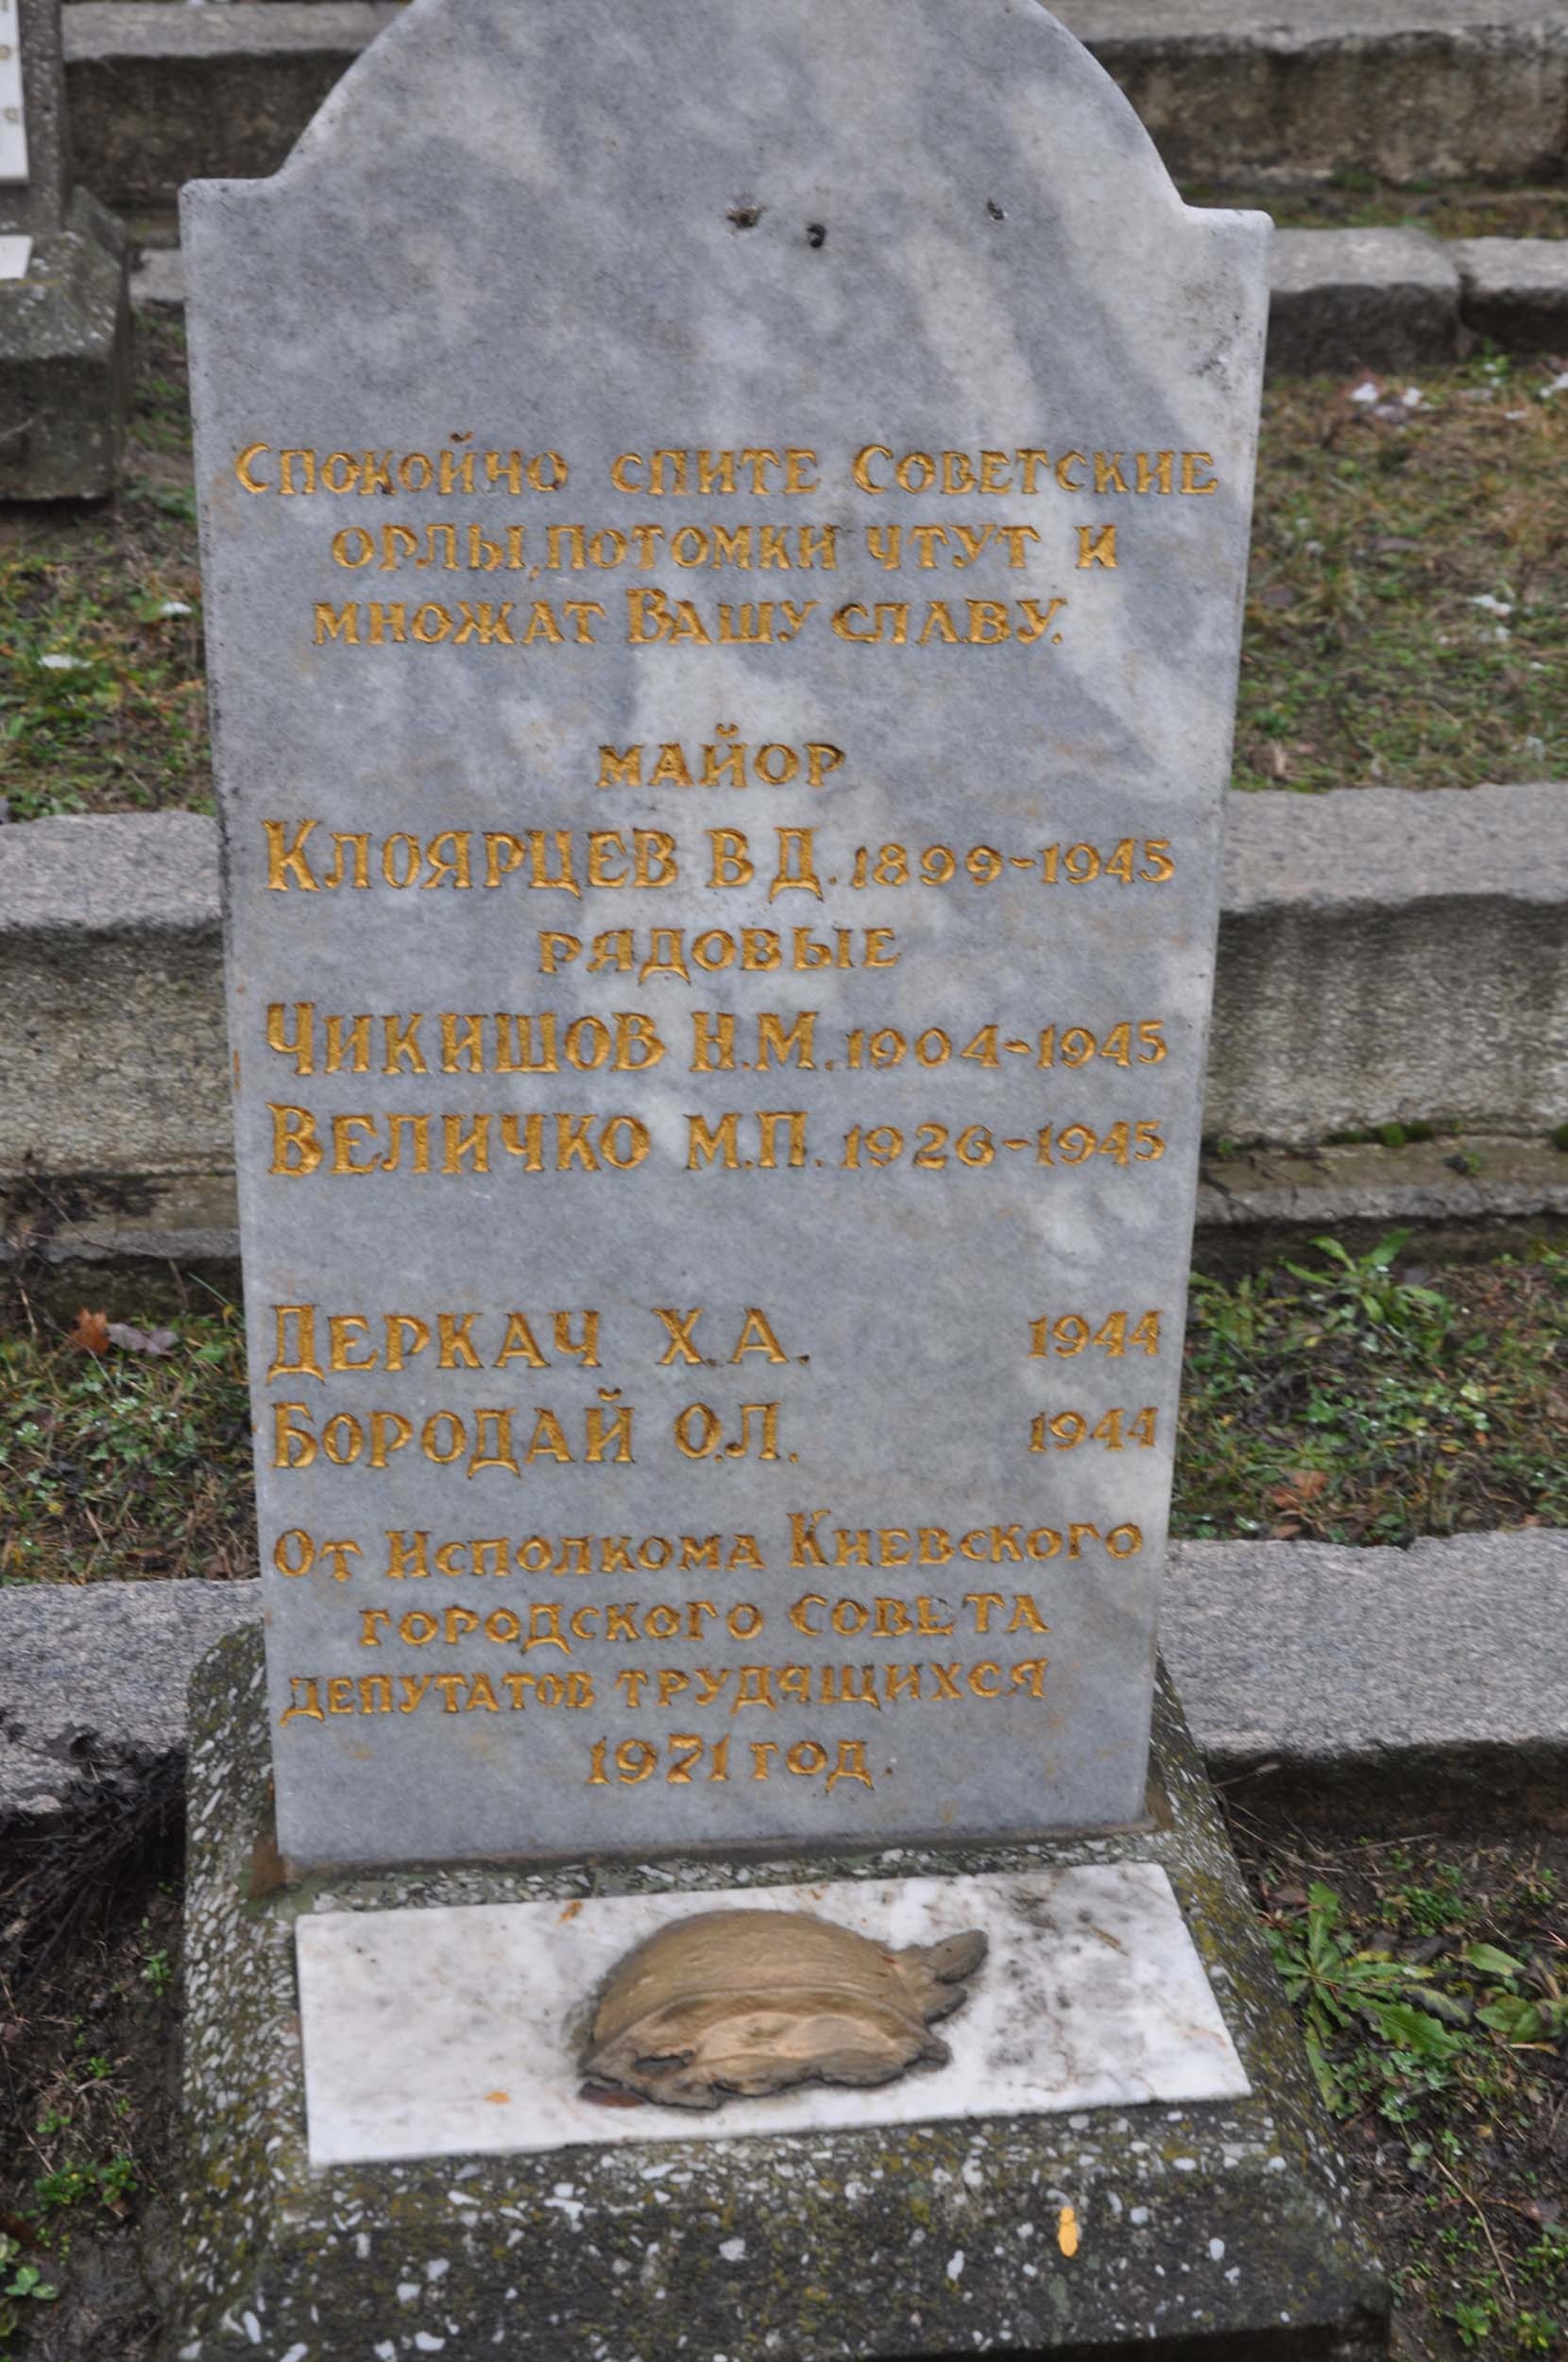 Спокойно спите Советские
орлы, потомки чтут и
множат Вашу славу.
майор
Клоярцев В Д. 1899-1945
рядовые
Чикишов Н.М. 1904-1945
Величко М.П. 1926-1945
Деркач Х.А. 1944
Бородай О.Л. 1944
От Исполкома Киевского
городского совета
депутатов трудящихся
1971 год.